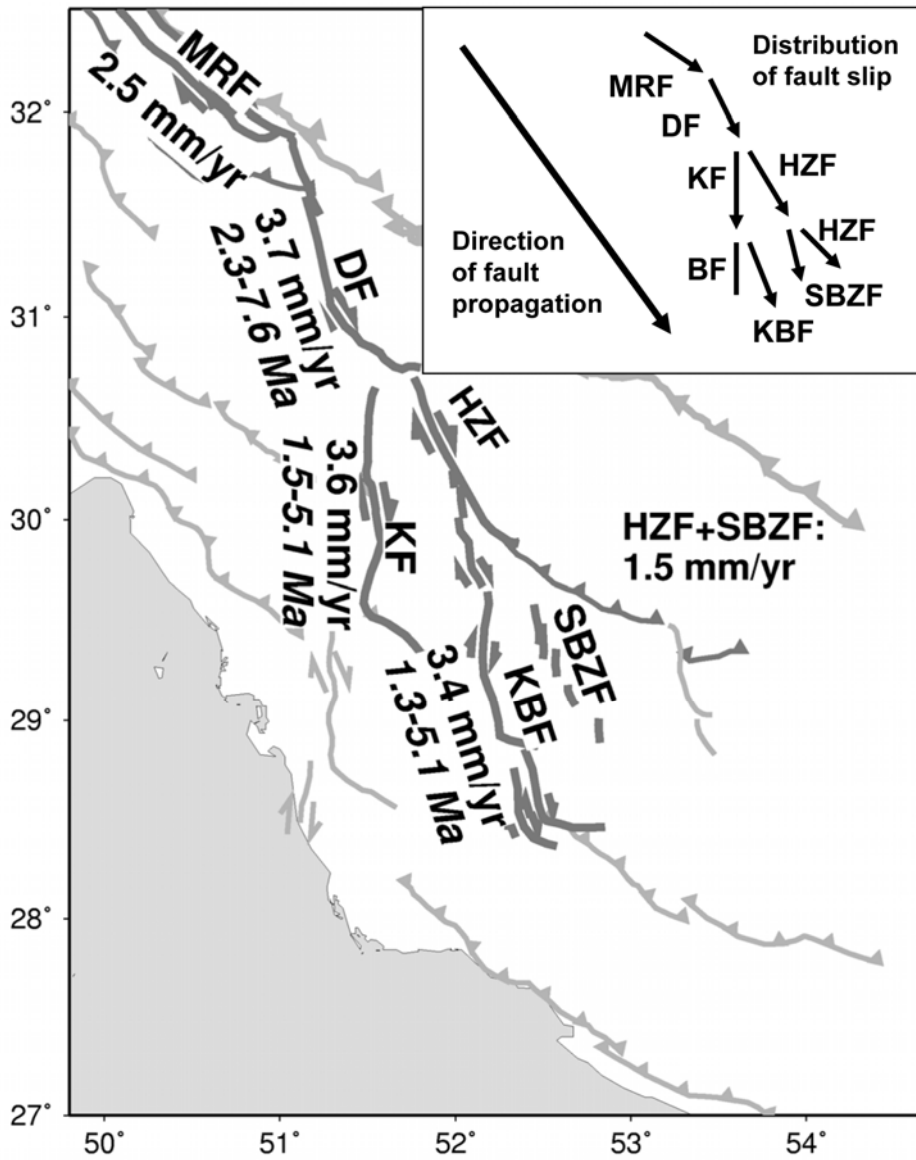 MRF
2.5 mm/yr
3.7 mm/yr
2.3-7.6 Ma
DF
HZF
3.6 mm/yr
1.5-5.1 Ma
KF
HZF+SBZF:
1.5 mm/yr
SBZF
KBF
3.4 mm/yr
1.3-5.1 Ma
Distribution
of fault slip
MRF
DF
KF
HZF
HZF
BF
SBZF
KBF
Direction
of fault
propagation
32˚
31˚
30˚
29˚
28˚
27˚
50˚
51˚
52˚
53˚
54˚